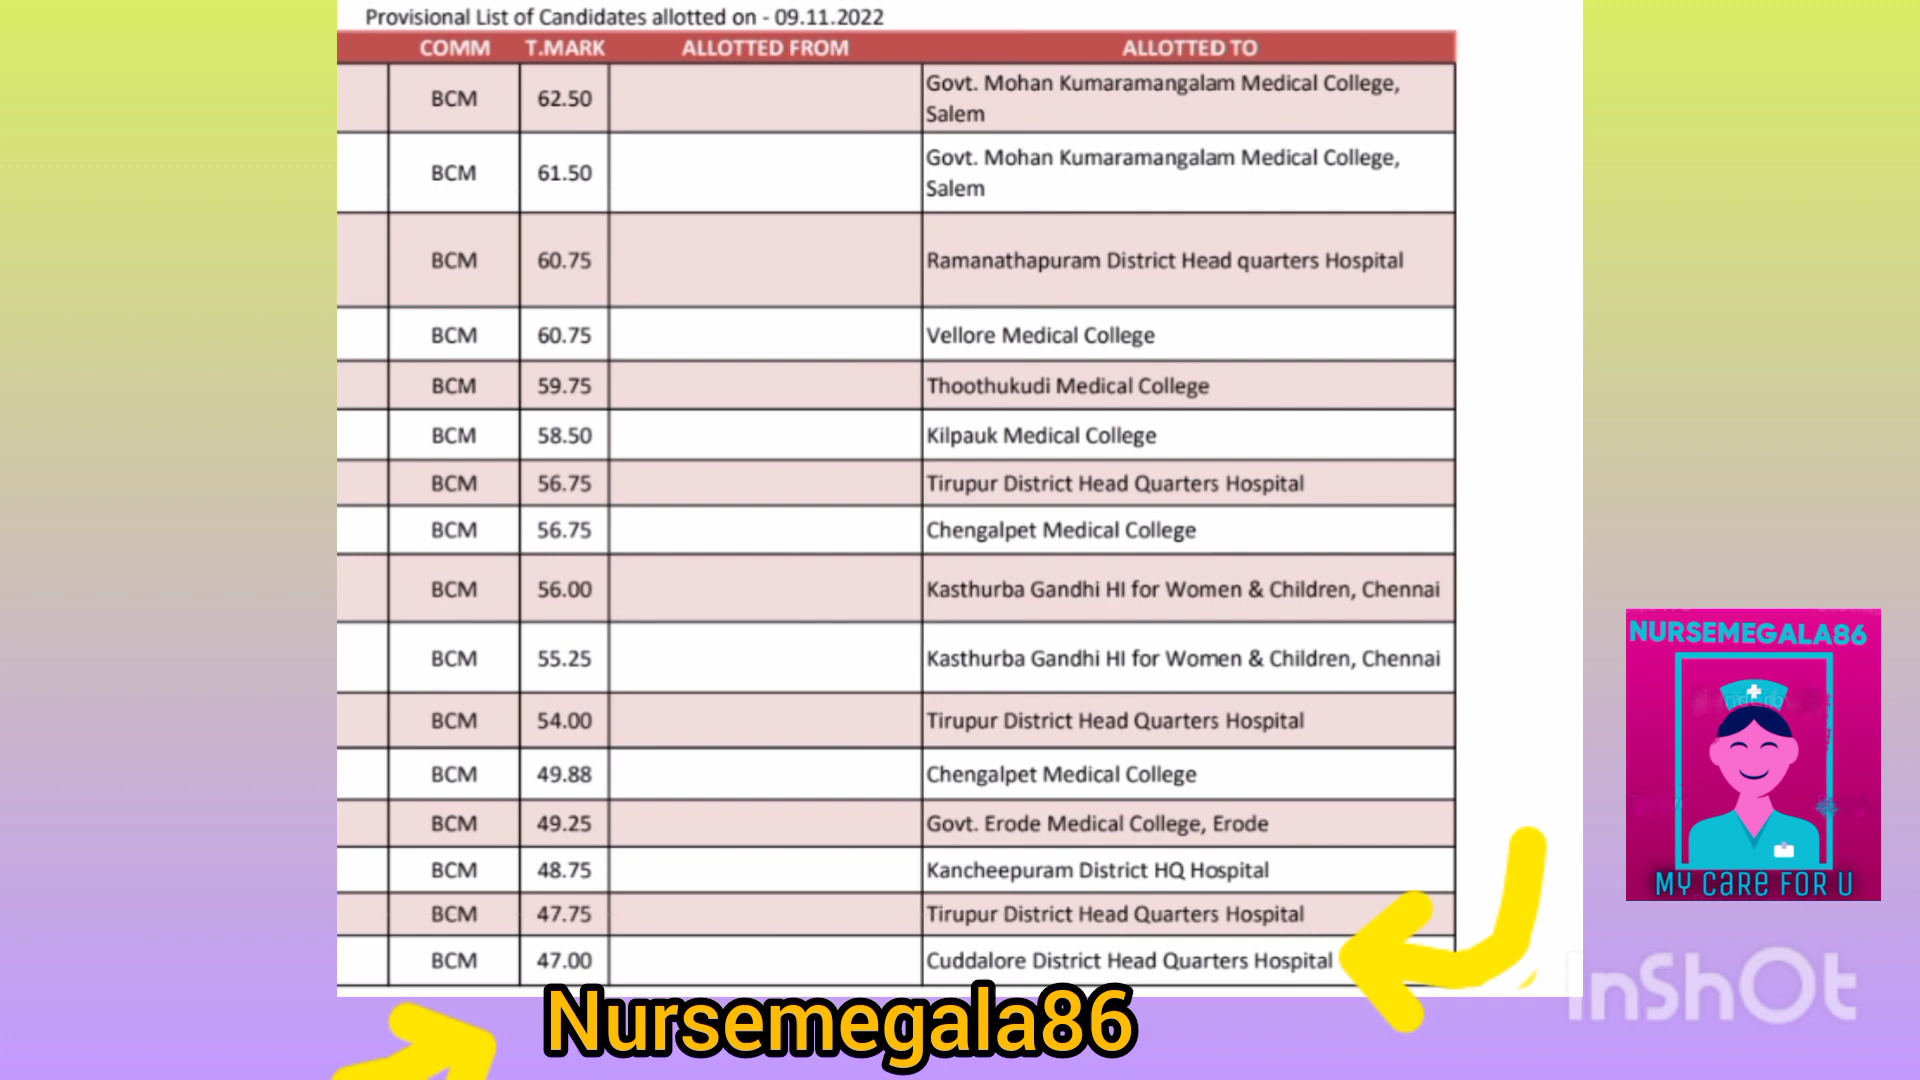 Provisional List of Candidates allotted on - 09.11.2022
COMM T.MARK ALLOTTED FROM ALLOTTED TO
BCM 62.50 Govt. Mohan Kumaramangalam Medical College,
Salem
BCM 61.50 Govt. Mohan Kumaramangalam Medical College,
Salem
BCM 60.75 Ramanathapuram District Head quarters Hospital
BCM 60.75 Vellore Medical College
BCM 59.75 Thoothukudi Medical College
BCM 58.50 Kilpauk Medical College
BCM 56.75 Tirupur District Head Quarters Hospital
BCM 56.75 Chengalpet Medical College
BCM 56.00 Kasthurba Gandhi HI for Women & Children, Chennai
BCM 55.25 Kasthurba Gandhi HI for Women & Children, Chennai
BCM 54.00 Tirupur District Head Quarters Hospital
BCM 49.88 Chengalpet Medical College
BCM 49.25 Govt. Erode Medical College, Erode
BCM 48.75 Kancheepuram District HQ Hospital
BCM 47.75 Tirupur District Head Quarters Hospital
BCM 47.00 Cuddalore District Head Quarters Hospital
NURSEMEGALA86
MY CARE FOR U
InShOt
Nursemegala86